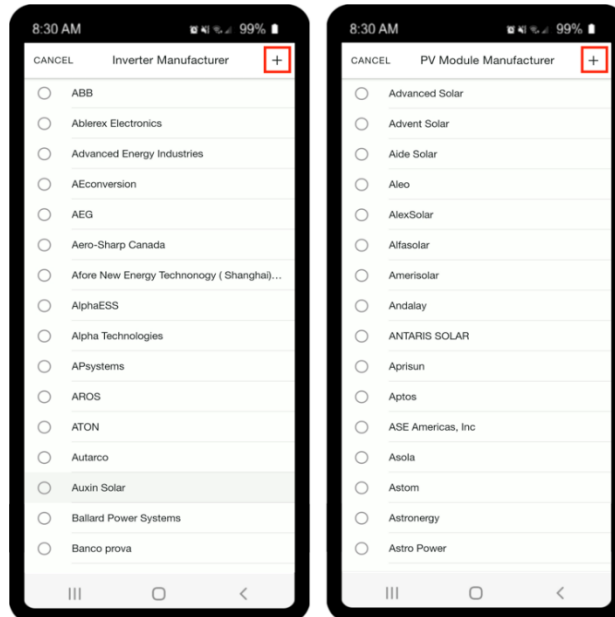 8:30 AM 99%
CANCEL Inverter Manufacturer +
ABB
Ablerex Electronics
Advanced Energy Industries
AEconversion
AEG
Aero-Sharp Canada
Afore New Energy Technonogy ( Shanghai)...
AlphaESS
Alpha Technologies
APsystems
AROS
ATON
Autarco
Auxin Solar
Ballard Power Systems
Banco prova
8:30 AM 99%
CANCEL PV Module Manufacturer +
Advanced Solar
Advent Solar
Aide Solar
Aleo
AlexSolar
Alfasolar
Amerisolar
Andalay
ANTARIS SOLAR
Aprisun
Aptos
ASE Americas, Inc
Asola
Astom
Astronergy
Astro Power